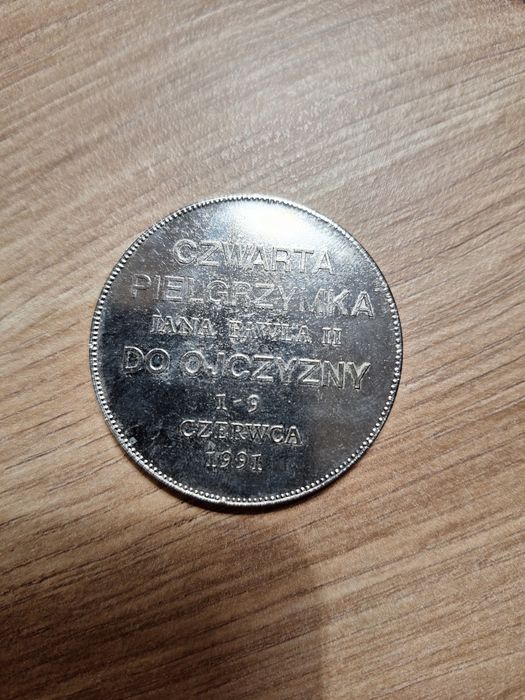 CZWARTA
PIELGRZYMKA
JANA PAWŁA II
DO OJCZYZNY
1-9
CZERWCA
1991